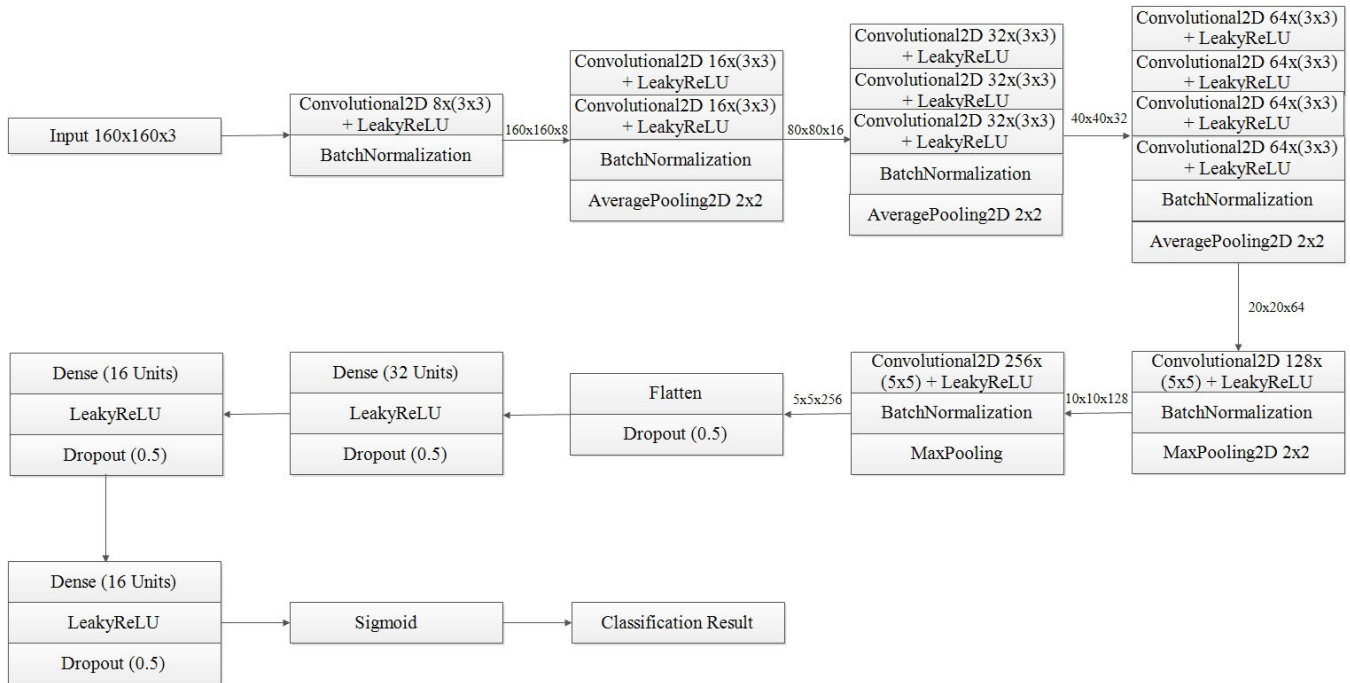 Input 160x160x3
Convolutional2D 8x(3x3)
+ LeakyReLU
BatchNormalization
160x160x8
Convolutional2D 16x(3x3)
+ LeakyReLU
Convolutional2D 16x(3x3)
+ LeakyReLU
BatchNormalization
AveragePooling2D 2x2
80x80x16
Convolutional2D 32x(3x3)
+ LeakyReLU
Convolutional2D 32x(3x3)
+ LeakyReLU
Convolutional2D 32x(3x3)
+ LeakyReLU
BatchNormalization
AveragePooling2D 2x2
40x40x32
Convolutional2D 64x(3x3)
+ LeakyReLU
Convolutional2D 64x(3x3)
+ LeakyReLU
Convolutional2D 64x(3x3)
+ LeakyReLU
Convolutional2D 64x(3x3)
+ LeakyReLU
BatchNormalization
AveragePooling2D 2x2
20x20x64
Convolutional2D 128x
(5x5) + LeakyReLU
BatchNormalization
MaxPooling2D 2x2
10x10x128
Convolutional2D 256x
(5x5) + LeakyReLU
BatchNormalization
MaxPooling
5x5x256
Flatten
Dropout (0.5)
Dense (32 Units)
LeakyReLU
Dropout (0.5)
Dense (16 Units)
LeakyReLU
Dropout (0.5)
Dense (16 Units)
LeakyReLU
Dropout (0.5)
Sigmoid
Classification Result